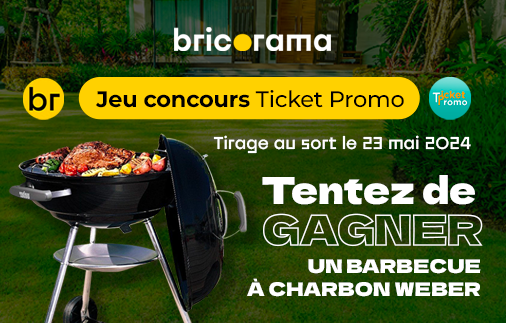 bricorama
br
Jeu concours Ticket Promo
Ticket
Promo
Tirage au sort le 23 mai 2024
Tentez de
GAGNER
UN BARBECUE
À CHARBON WEBER